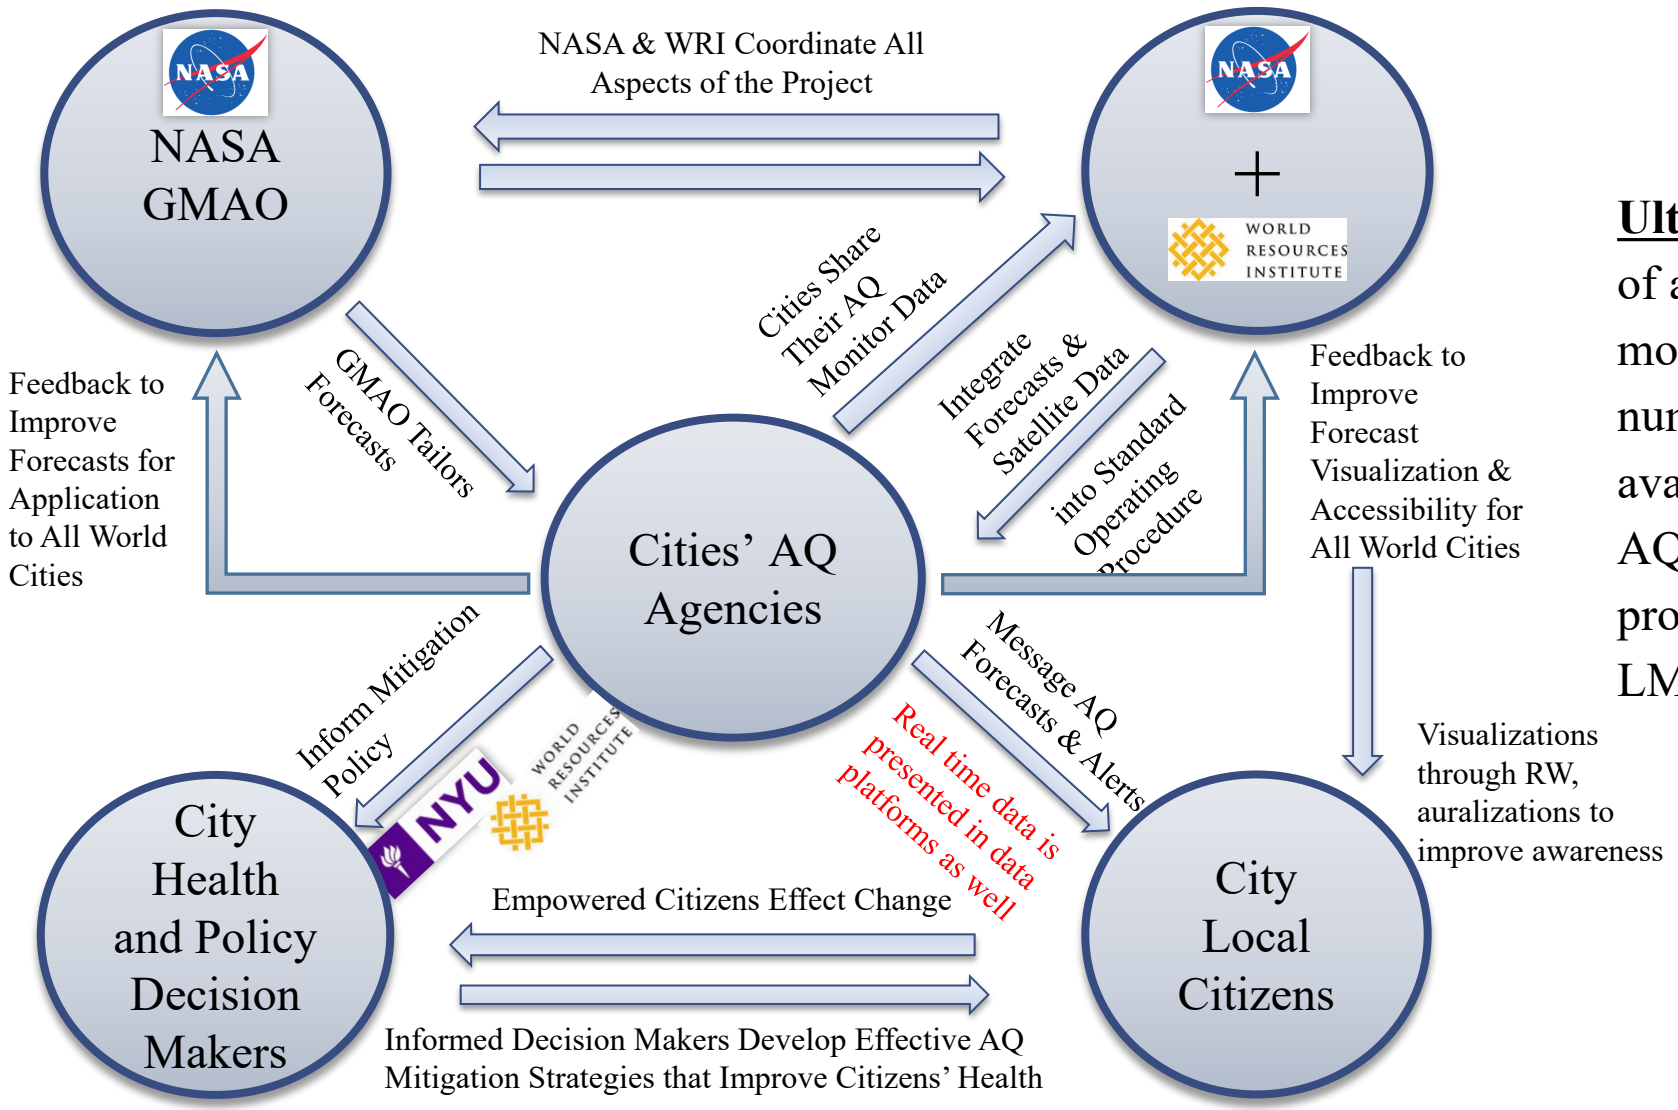 NASA
NASA
GMAO
NASA & WRI Coordinate All
Aspects of the Project
NASA
+
WORLD
RESOURCES
INSTITUTE
Cities Share
Their AQ
Monitor Data
Integrate
Forecasts &
Satellite Data
into Standard
Operating
Procedure
GMAO Tailors
Forecasts
Feedback to
Improve
Forecasts for
Application
to All World
Cities
Feedback to
Improve
Forecast
Visualization &
Accessibility for
All World Cities
Cities’ AQ
Agencies
Inform Mitigation
Policy
NYU
WORLD
RESOURCES
INSTITUTE
Message AQ
Forecasts & Alerts
Real time data is
presented in data
platforms as well
Visualizations
through RW,
auralizations to
improve awareness
City
Health
and Policy
Decision
Makers
Empowered Citizens Effect Change
Informed Decision Makers Develop Effective AQ
Mitigation Strategies that Improve Citizens’ Health
City
Local
Citizens
of
AQ